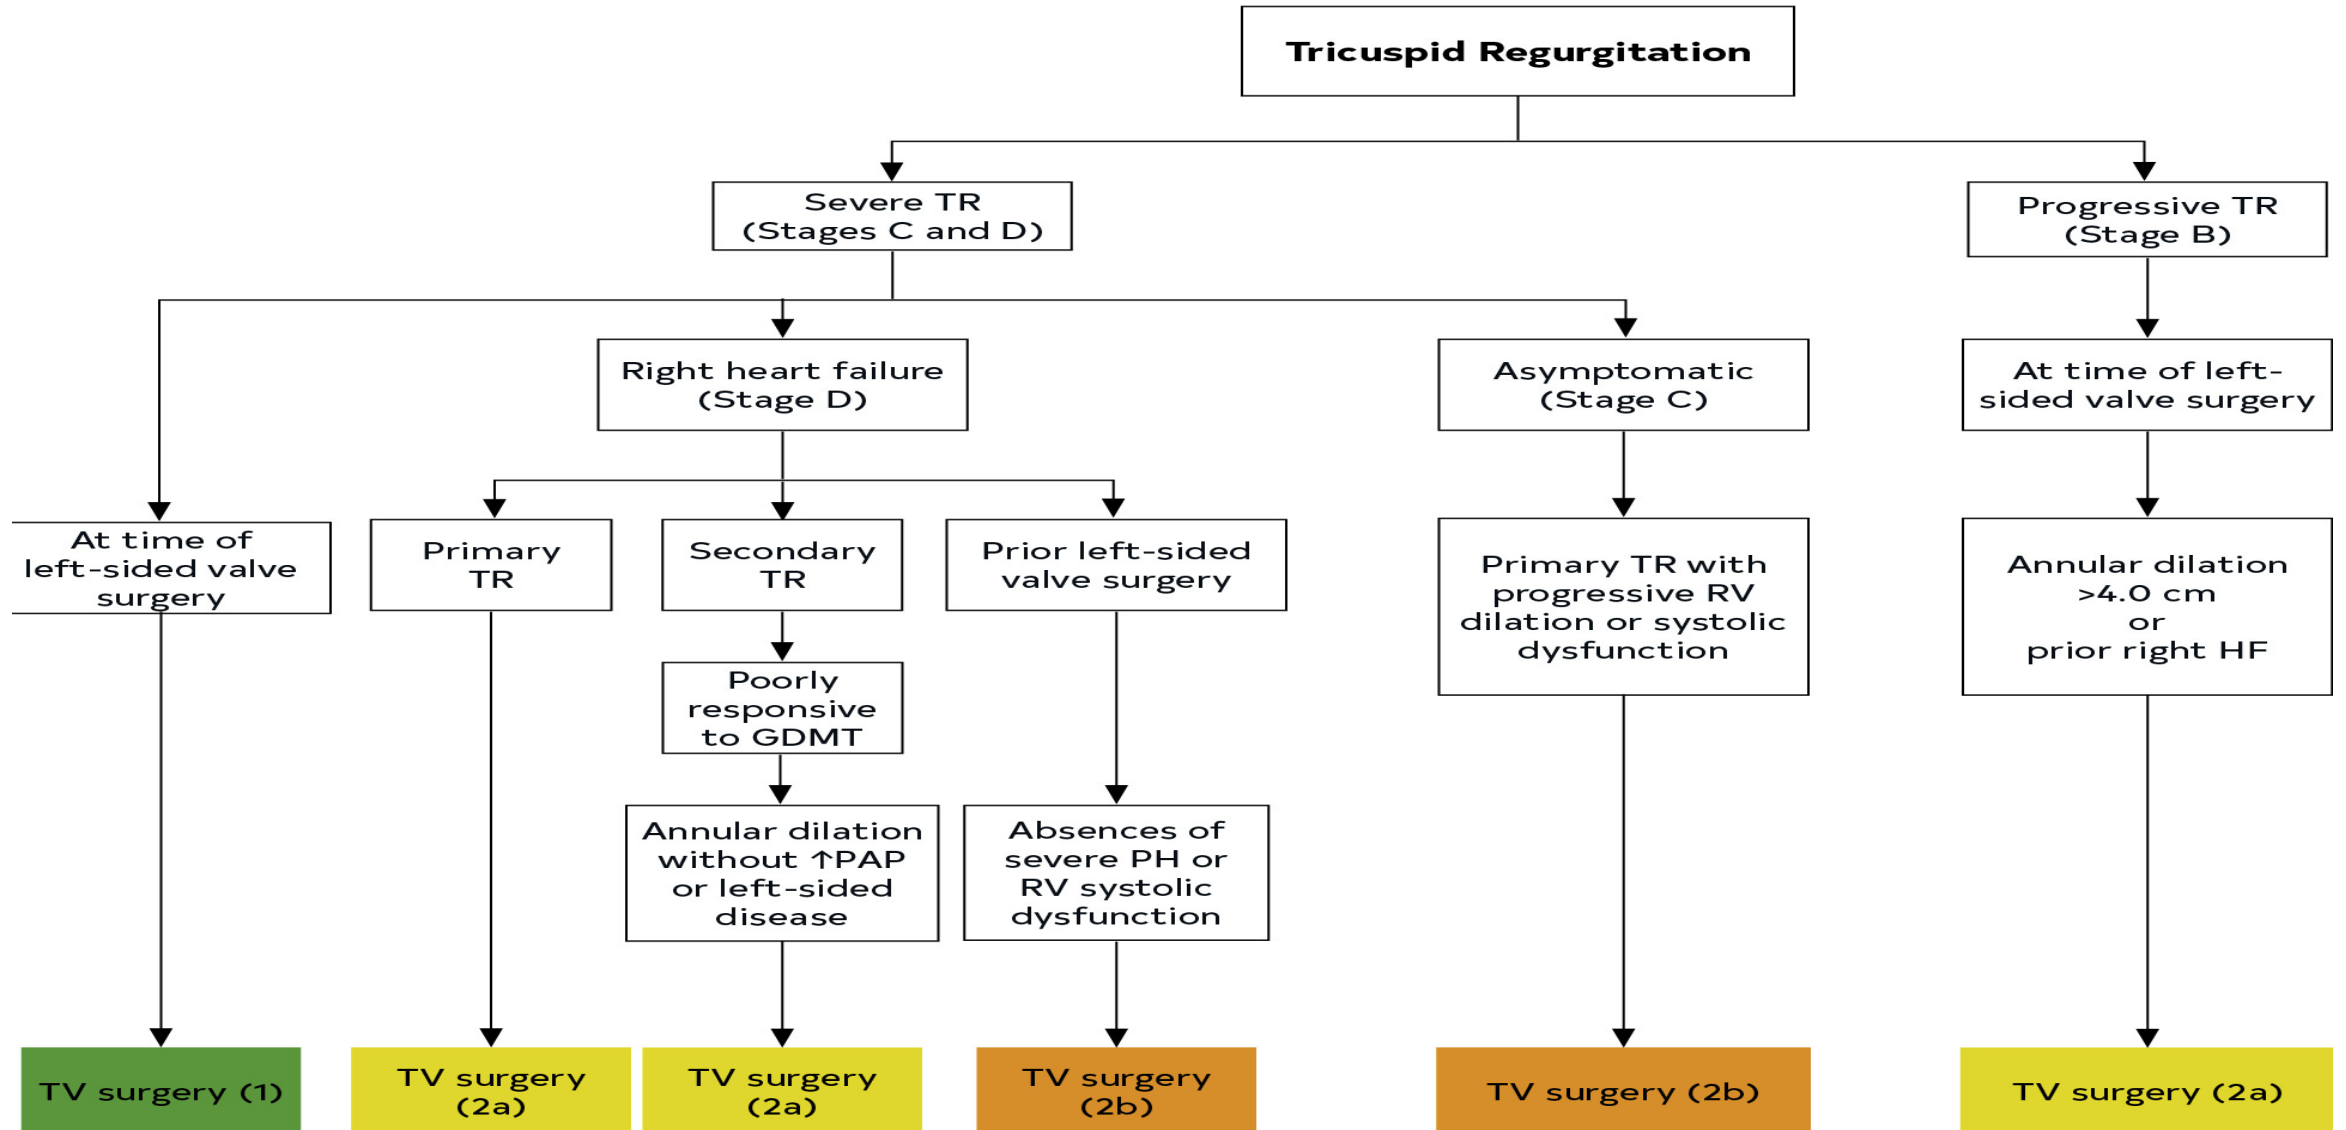 Tricuspid Regurgitation
Severe TR
(Stages C and D)
Progressive TR
(Stage B)
Right heart failure
(Stage D)
Asymptomatic
(Stage C)
At time of left-
sided valve surgery
At time of
left-sided valve
surgery
Primary
TR
Secondary
TR
Prior left-sided
valve surgery
Primary TR with
progressive RV
dilation or systolic
dysfunction
Annular dilation
>4.0 cm
or
prior right HF
Poorly
responsive
to GDMT
Annular dilation
without ↑PAP
or left-sided
disease
Absences of
severe PH or
RV systolic
dysfunction
TV surgery (1)
TV surgery
(2a)
TV surgery
(2a)
TV surgery
(2b)
TV surgery (2b)
TV surgery (2a)